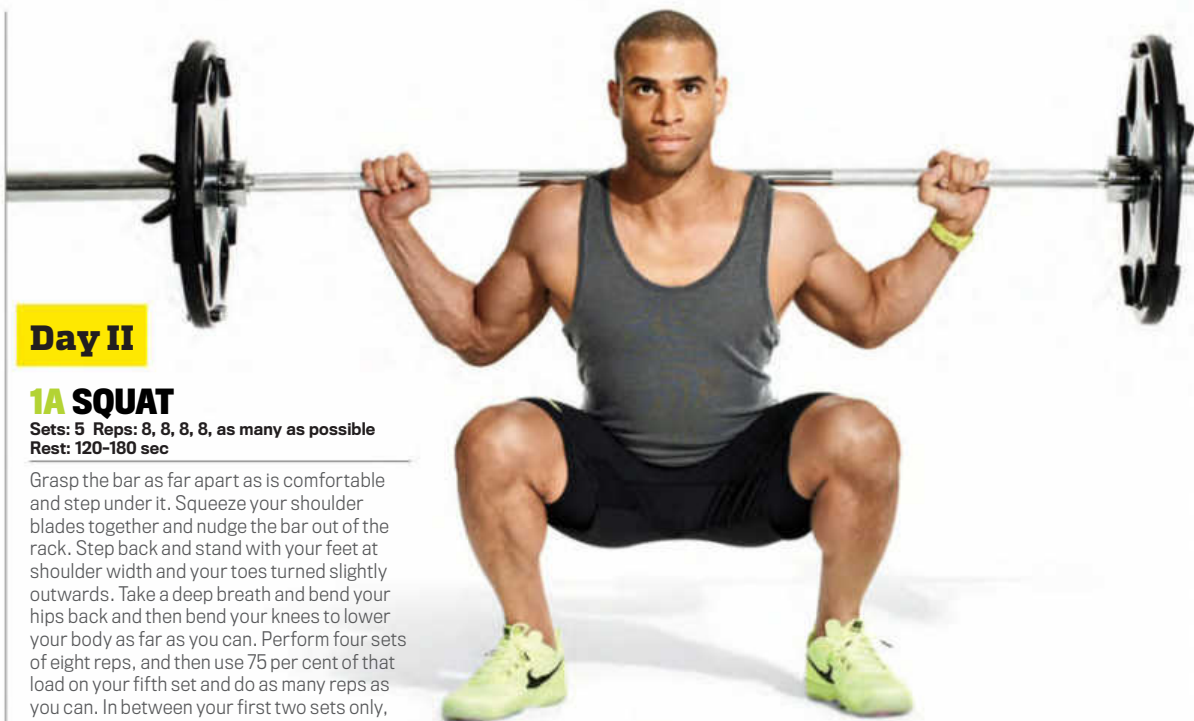 Day II
1A SQUAT
Sets: 5 Reps: 8, 8, 8, 8, as many as possible
Rest: 120-180 sec
Grasp the bar as far apart as is comfortable
and step under it. Squeeze your shoulder
blades together and nudge the bar out of the
rack. Step back and stand with your feet at
shoulder width and your toes turned slightly
outwards. Take a deep breath and bend your
hips back and then bend your knees to lower
your body as far as you can. Perform four sets
of eight reps, and then use 75 per cent of that
load on your fifth set and do as many reps as
you can. In between your first two sets only,